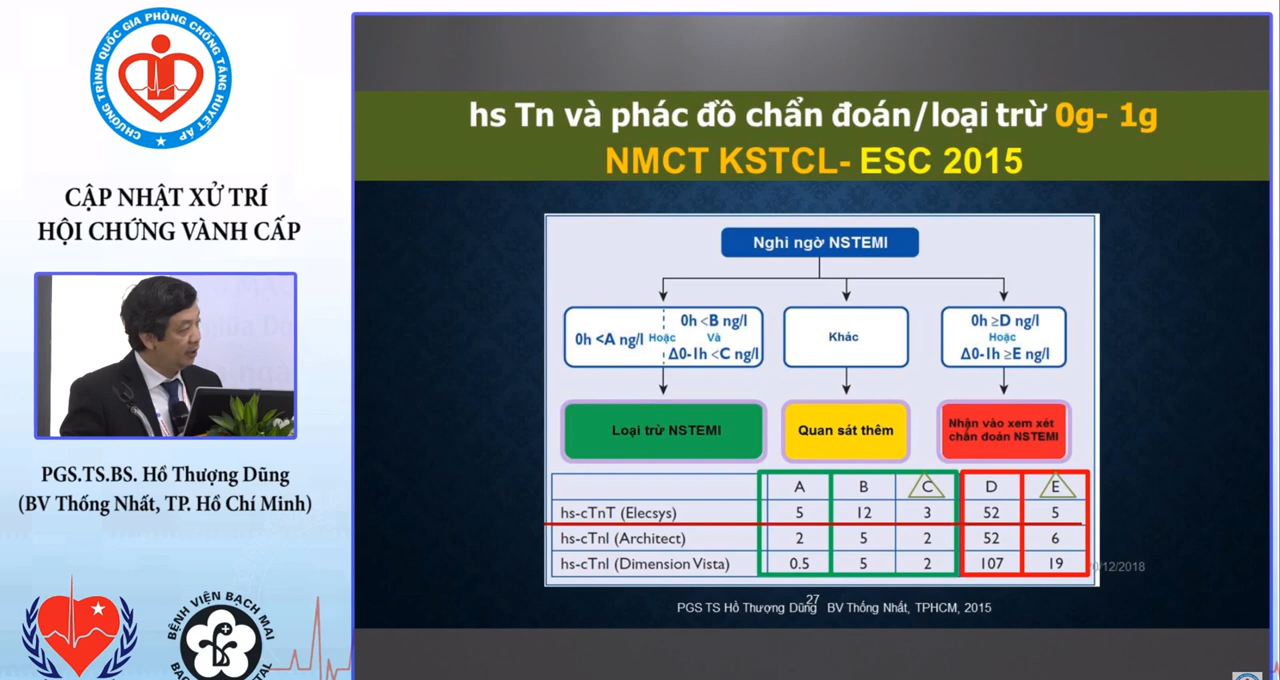 CHƯƠNG TRÌNH QUỐC GIA PHÒNG CHỐNG TĂNG HUYẾT ÁP
CẬP NHẬT XỬ TRÍ
HỘI CHỨNG VÀNH CẤP
PGS.TS.BS. Hồ Thượng Dũng
(BV Thống Nhất, TP. Hồ Chí Minh)
BỆNH VIỆN BẠCH MAI
hs Tn và phác đồ chẩn đoán/loại trừ 0g- 1g
NMCT KSTCL- ESC 2015
Nghi ngờ NSTEMI
0h <A ng/l Hoặc 0h <B ng/l
Và
Δ0-1h <C ng/l
Khác
0h ≥D ng/l
Hoặc
Δ0-1h ≥E ng/l
Loại trừ NSTEMI
Quan sát thêm
Nhận vào xem xét
chẩn đoán NSTEMI
A B C D E
hs-cTnT (Elecsys) 5 12 3 52 5
hs-cTnI (Architect) 2 5 2 52 6
hs-cTnI (Dimension Vista) 0.5 5 2 107 19
/12/2018
27
PGS TS Hồ Thượng Dũng BV Thống Nhất, TPHCM, 2015